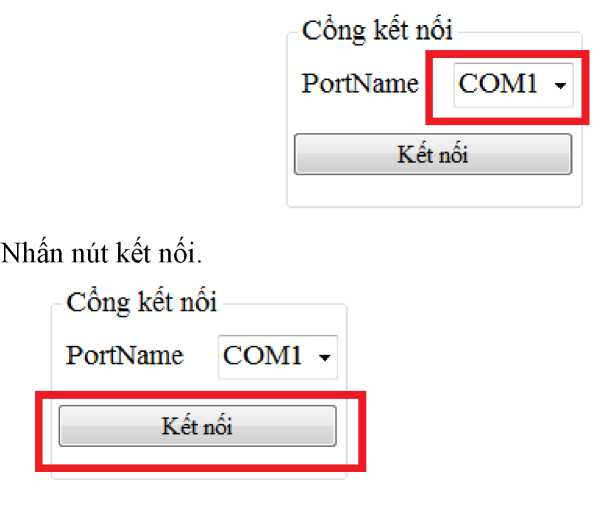 Cổng kết nối
PortName COM1
Kết nối
Nhấn nút kết nối.
Cổng kết nối
PortName COM1
Kết nối